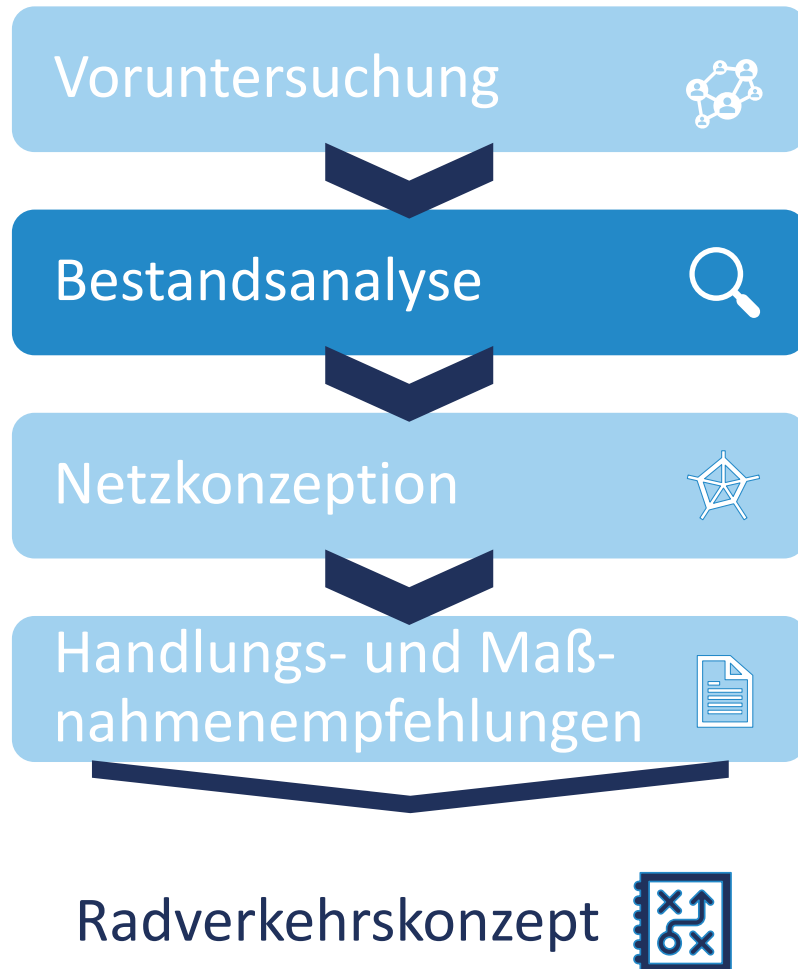 Voruntersuchung
Bestandsanalyse
Netzkonzeption
Handlungs- und Maß-
nahmenempfehlungen
Radverkehrskonzept